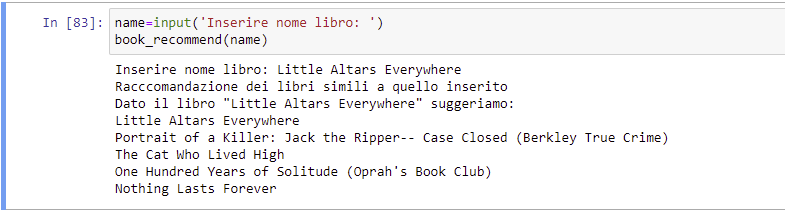 In [83]: name=input('Inserire nome libro: ')
book_recommend(name)
Inserire nome libro: Little Altars Everywhere
Racccomandazione dei libri simili a quello inserito
Dato il libro "Little Altars Everywhere" suggeriamo:
Little Altars Everywhere
Portrait of a Killer: Jack the Ripper-- Case Closed (Berkley True Crime)
The Cat Who Lived High
One Hundred Years of Solitude (Oprah's Book Club)
Nothing Lasts Forever